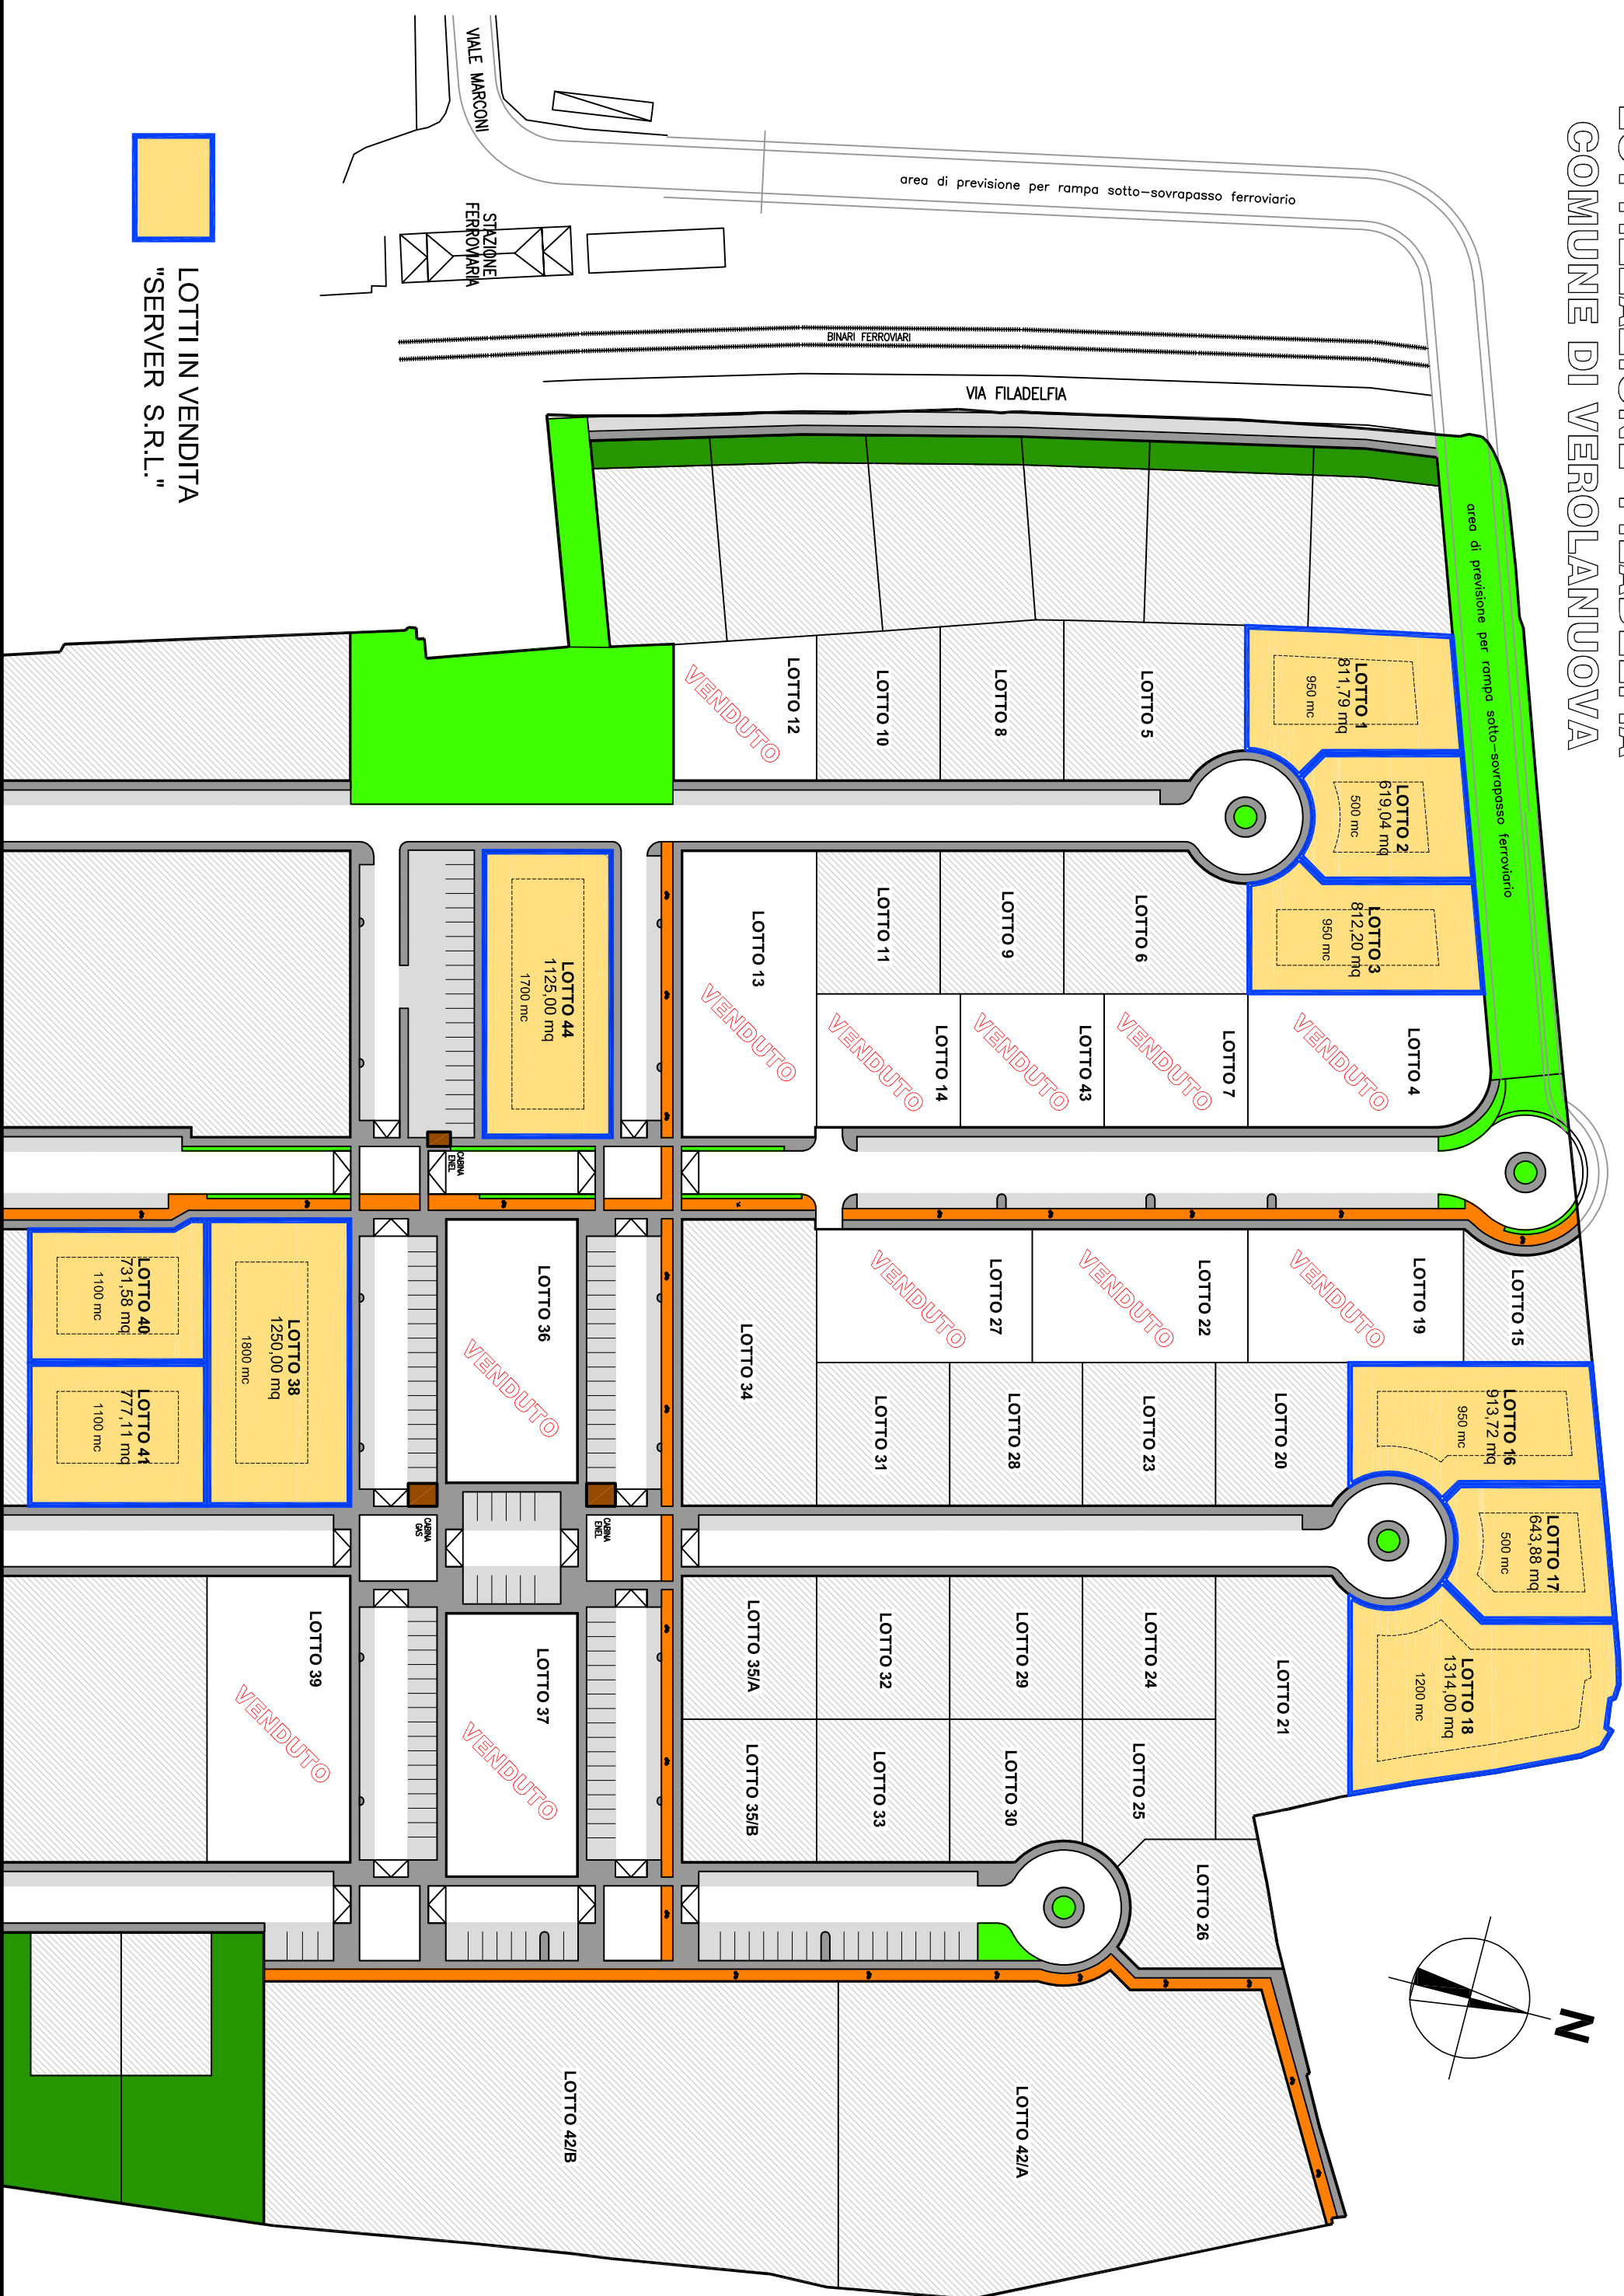 COMUNE DI VEROLANUOVA
VIALE MARCONI
area di previsione per rampa sotto-sovrapasso ferroviario
STAZIONE
FERROVIARIA
BINARI FERROVIARI
VIA FILADELFIA
LOTTI IN VENDITA
"SERVER S.R.L."
area di previsione per rampa sotto-sovrapasso ferroviario
LOTTO 1
811,79 mq
950 mc
LOTTO 2
619,04 mq
500 mc
LOTTO 3
812,20 mq
950 mc
LOTTO 5
LOTTO 8
LOTTO 10
LOTTO 12
VENDUTO
LOTTO 6
LOTTO 9
LOTTO 11
LOTTO 13
VENDUTO
LOTTO 44
1125,00 mq
1700 mc
LOTTO 4
VENDUTO
LOTTO 7
VENDUTO
LOTTO 43
VENDUTO
LOTTO 14
VENDUTO
CABINA
ENEL
LOTTO 15
LOTTO 19
VENDUTO
LOTTO 22
VENDUTO
LOTTO 27
VENDUTO
LOTTO 34
LOTTO 36
VENDUTO
LOTTO 38
1250,00 mq
1800 mc
LOTTO 40
731,58 mq
1100 mc
LOTTO 41
777,11 mq
1100 mc
LOTTO 16
913,72 mq
950 mc
LOTTO 17
643,88 mq
500 mc
LOTTO 18
1314,00 mq
1200 mc
LOTTO 20
LOTTO 23
LOTTO 28
LOTTO 31
CABINA
ENEL
CABINA
GAS
LOTTO 21
LOTTO 24
LOTTO 29
LOTTO 32
LOTTO 35/A
LOTTO 37
VENDUTO
LOTTO 39
VENDUTO
LOTTO 25
LOTTO 30
LOTTO 33
LOTTO 35/B
LOTTO 26
N
LOTTO 42/A
LOTTO 42/B